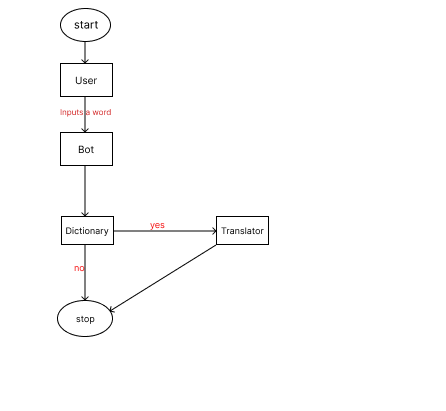 start
User
Inputs a word
Bot
Dictionary
yes
Translator
no
stop